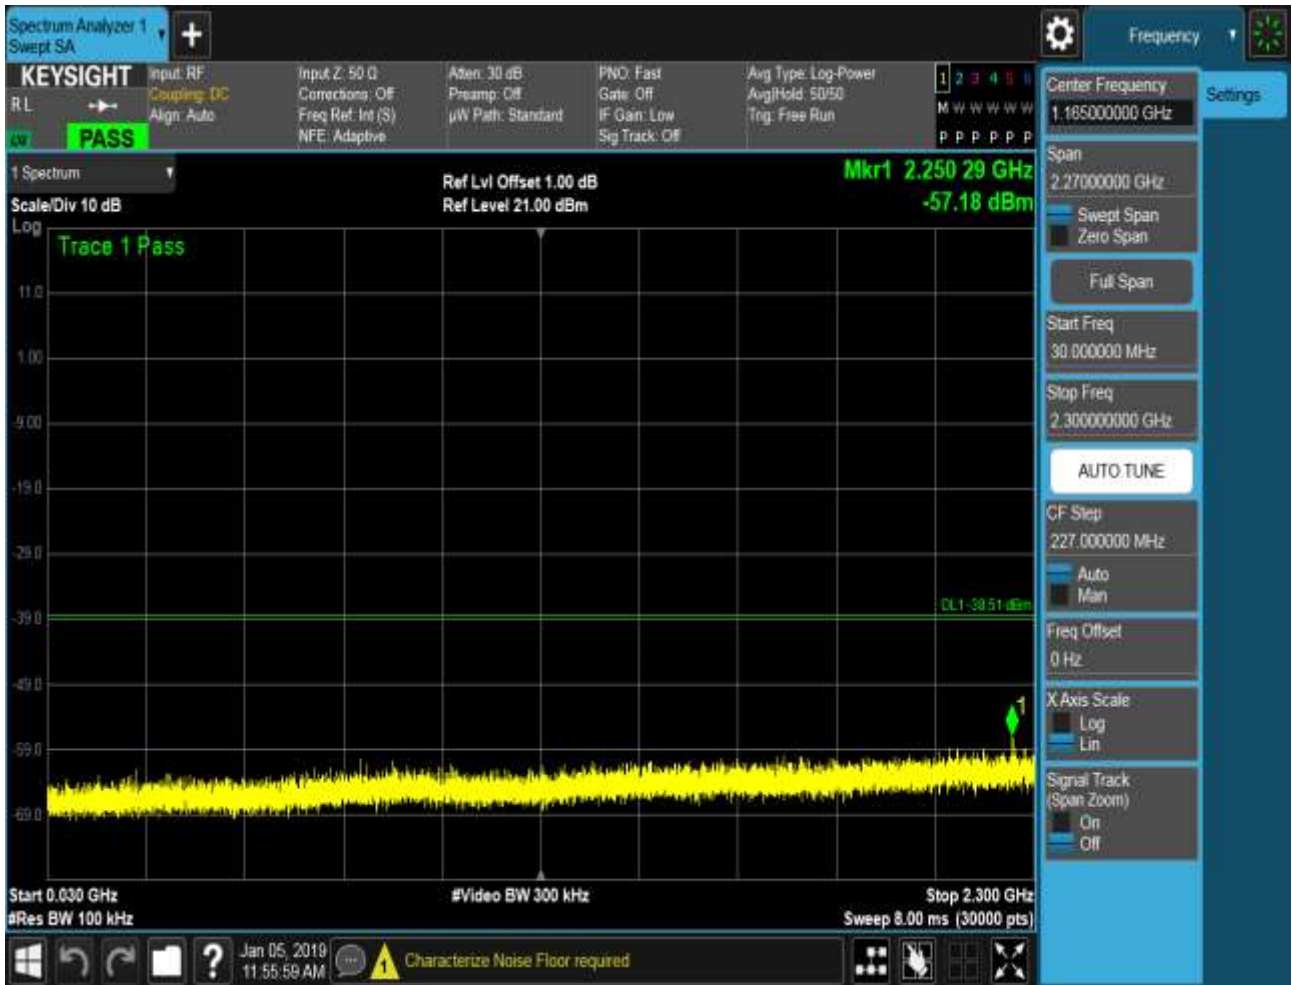 Spectrum Analyzer 1
Swept SA
Frequency
KEYSIGHT
Input: RF
Coupling: DC
Align: Auto
Input Z: 50 Ω
Corrections: Off
Freq Ref: Int (S)
NFE: Adaptive
Atten: 30 dB
Preamp: Off
µW Path: Standard
PNO: Fast
Gate: Off
IF Gain: Low
Sig Track: Off
Avg Type: Log-Power
Avg|Hold: 50/50
Trig: Free Run
1 2 3 4 5 6
M W W W W W
P P P P P P
R L
PASS
1 Spectrum
Scale/Div 10 dB
Ref Lvl Offset 1.00 dB
Ref Level 21.00 dBm
Mkr1 2.250 29 GHz
-57.18 dBm
Log
Trace 1 Pass
11.0
1.00
-9.00
-19.0
-29.0
-39.0
-49.0
-59.0
-69.0
DL1 -38.51 dBm
1
Start 0.030 GHz
#Res BW 100 kHz
#Video BW 300 kHz
Stop 2.300 GHz
Sweep 8.00 ms (30000 pts)
Center Frequency
1.165000000 GHz
Settings
Span
2.27000000 GHz
Swept Span
Zero Span
Full Span
Start Freq
30.000000 MHz
Stop Freq
2.300000000 GHz
AUTO TUNE
CF Step
227.000000 MHz
Auto
Man
Freq Offset
0 Hz
X Axis Scale
Log
Lin
Signal Track
(Span Zoom)
On
Off
?
Jan 05, 2019
11:55:59 AM
1
Characterize Noise Floor required